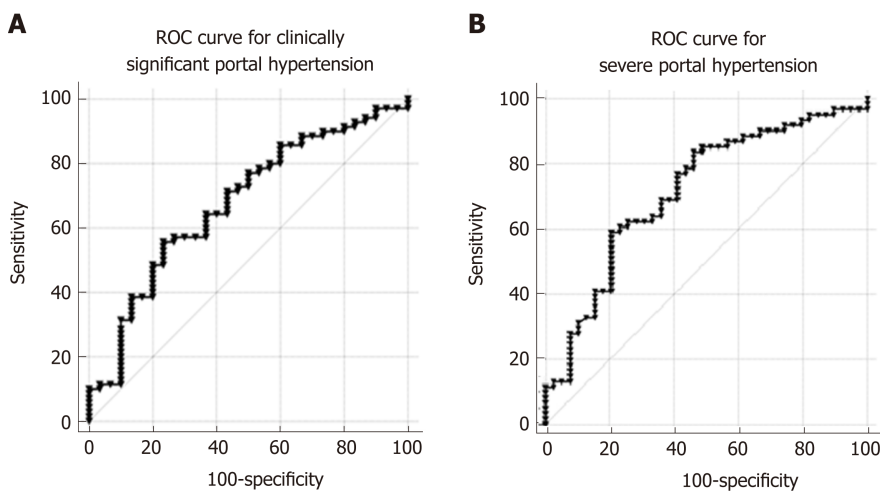 A
ROC curve for clinically
significant portal hypertension
100
80
60
40
20
0
Sensitivity
0 20 40 60 80 100
100-specificity
B
ROC curve for
severe portal hypertension
100
80
60
40
20
0
Sensitivity
0 20 40 60 80 100
100-specificity